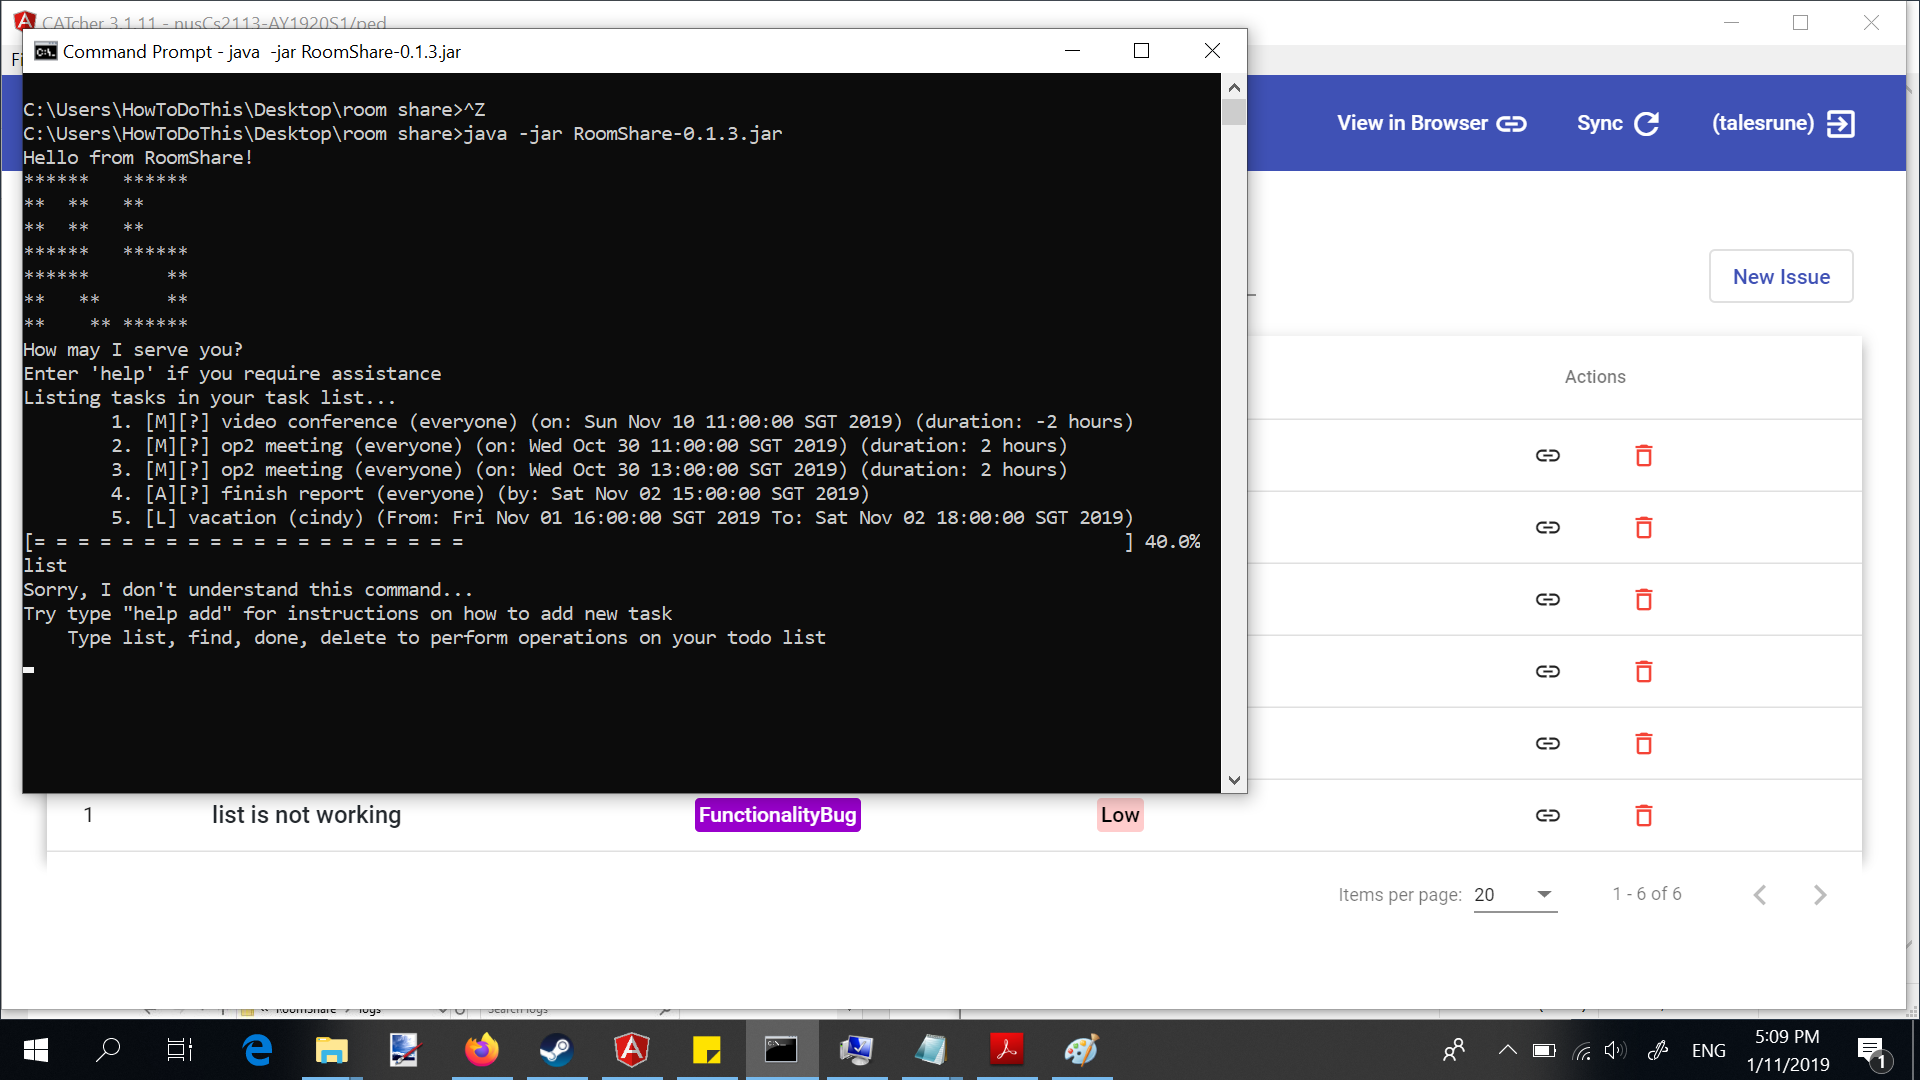 CATcher 3.1.11 - nusCs2113-AY1920S1/ped
Command Prompt - java  -jar RoomShare-0.1.3.jar
C:\Users\HowToDoThis\Desktop\room share>^Z
C:\Users\HowToDoThis\Desktop\room share>java -jar RoomShare-0.1.3.jar
Hello from RoomShare!
******   ******
**  **   **
**  **   **
******   ******
******       **
**   **      **
**    ** ******
How may I serve you?
Enter 'help' if you require assistance
Listing tasks in your task list...
1. [M][?] video conference (everyone) (on: Sun Nov 10 11:00:00 SGT 2019) (duration: -2 hours)
2. [M][?] op2 meeting (everyone) (on: Wed Oct 30 11:00:00 SGT 2019) (duration: 2 hours)
3. [M][?] op2 meeting (everyone) (on: Wed Oct 30 13:00:00 SGT 2019) (duration: 2 hours)
4. [A][?] finish report (everyone) (by: Sat Nov 02 15:00:00 SGT 2019)
5. [L] vacation (cindy) (From: Fri Nov 01 16:00:00 SGT 2019 To: Sat Nov 02 18:00:00 SGT 2019)
[= = = = = = = = = = = = = = = = = = = = ] 40.0%
list
Sorry, I don't understand this command...
Try type "help add" for instructions on how to add new task
Type list, find, done, delete to perform operations on your todo list
View in Browser
Sync
(talesrune)
New Issue
Actions
1 list is not working FunctionalityBug Low
Items per page: 20 1 - 6 of 6
RoomShare logs Search logs
ENG
5:09 PM
1/11/2019
1